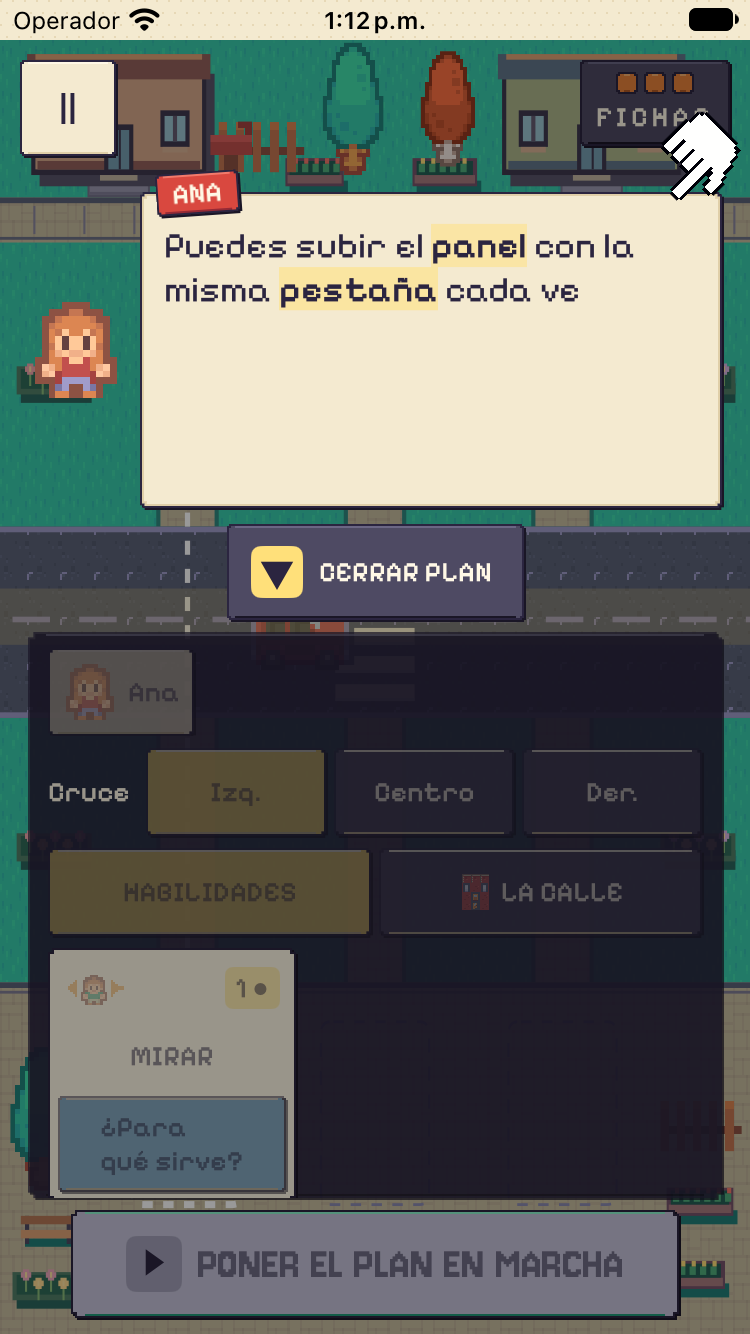 Operador
1:12 p.m.
FICHAS
ANA
Puedes subir el panel con la
misma pestaña cada ve
CERRAR PLAN
Ana
Cruce
Izq.
Centro
Der.
HABILIDADES
LA CALLE
1
MIRAR
¿Para
qué sirve?
PONER EL PLAN EN MARCHA